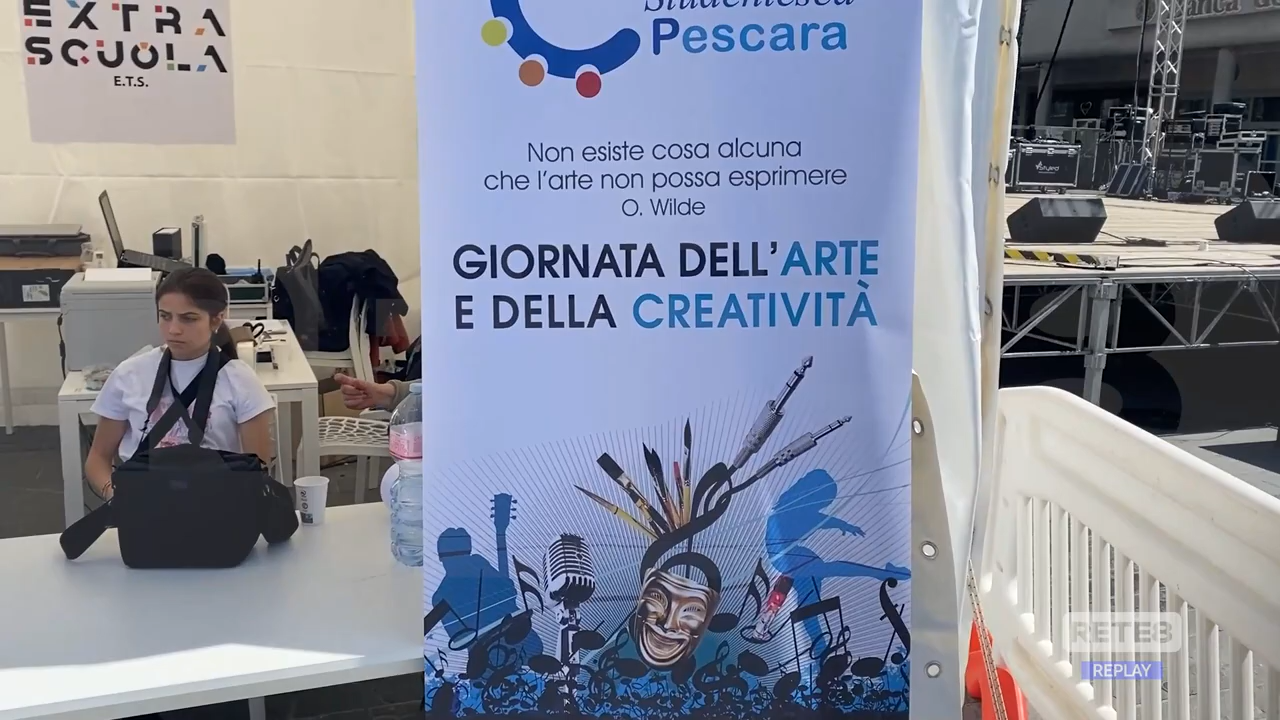 EXTRA
SCUOLA
E.T.S.
Studentesca
Pescara
Non esiste cosa alcuna
che l'arte non possa esprimere
O. Wilde
GIORNATA DELL'ARTE
E DELLA CREATIVITÀ
RETE8
REPLAY